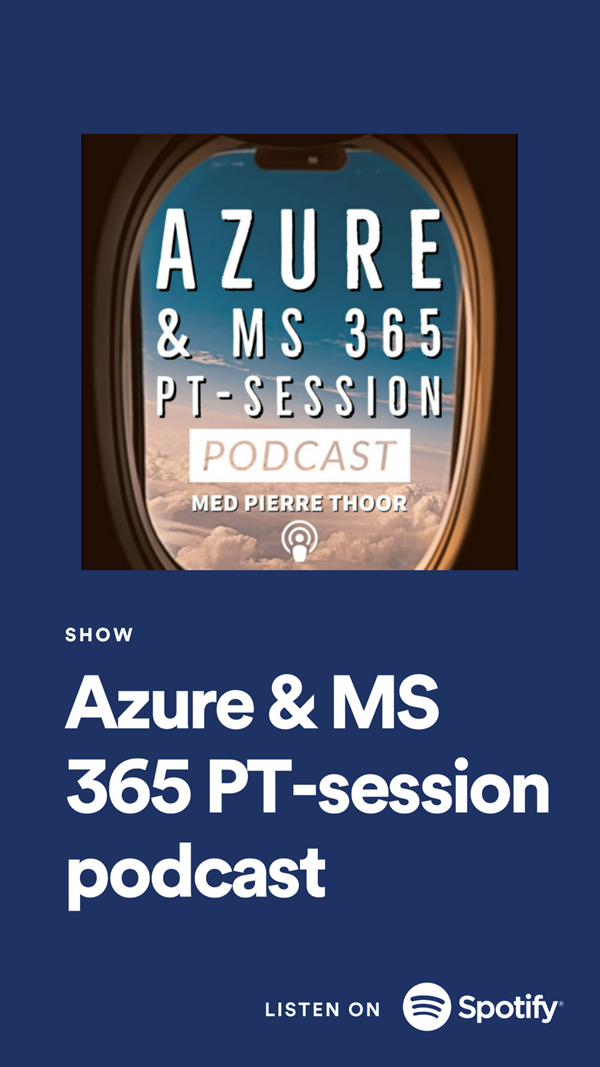 AZURE
& MS 365
PT-SESSION
PODCAST
MED PIERRE THOOR
SHOW
Azure & MS
365 PT-session
podcast
LISTEN ON Spotify®